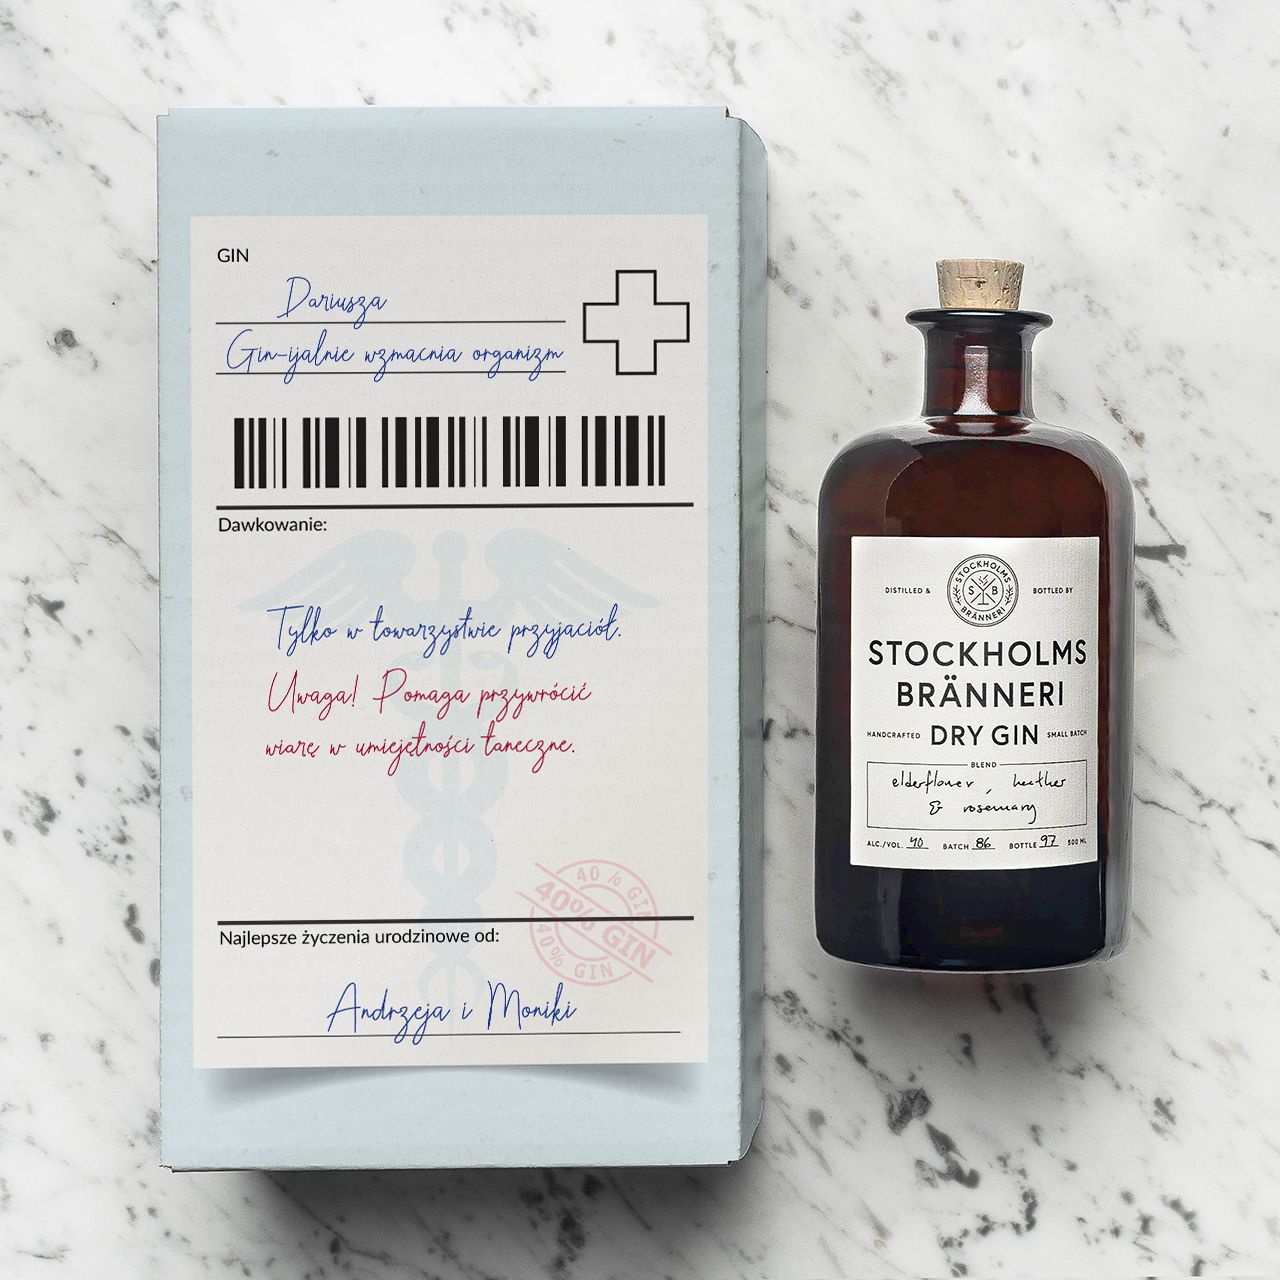 GIN
Dariusza
Gin-ijalnie wzmacnia organizm
Dawkowanie:
Tylko w towarzystwie przyjaciół.
Uwaga! Pomaga przywrócić
wiarę w umiejętności taneczne.
40 % GIN
40% GIN
40% GIN
Najlepsze życzenia urodzinowe od:
Andrzeja i Moniki
STOCKHOLMS
S B
BRÄNNERI
DISTILLED & BOTTLED BY
STOCKHOLMS
BRÄNNERI
HANDCRAFTED DRY GIN SMALL BATCH
BLEND
elderflower, heather
& rosemary
ALC./VOL. 40 BATCH 86 BOTTLE 97 500 ML